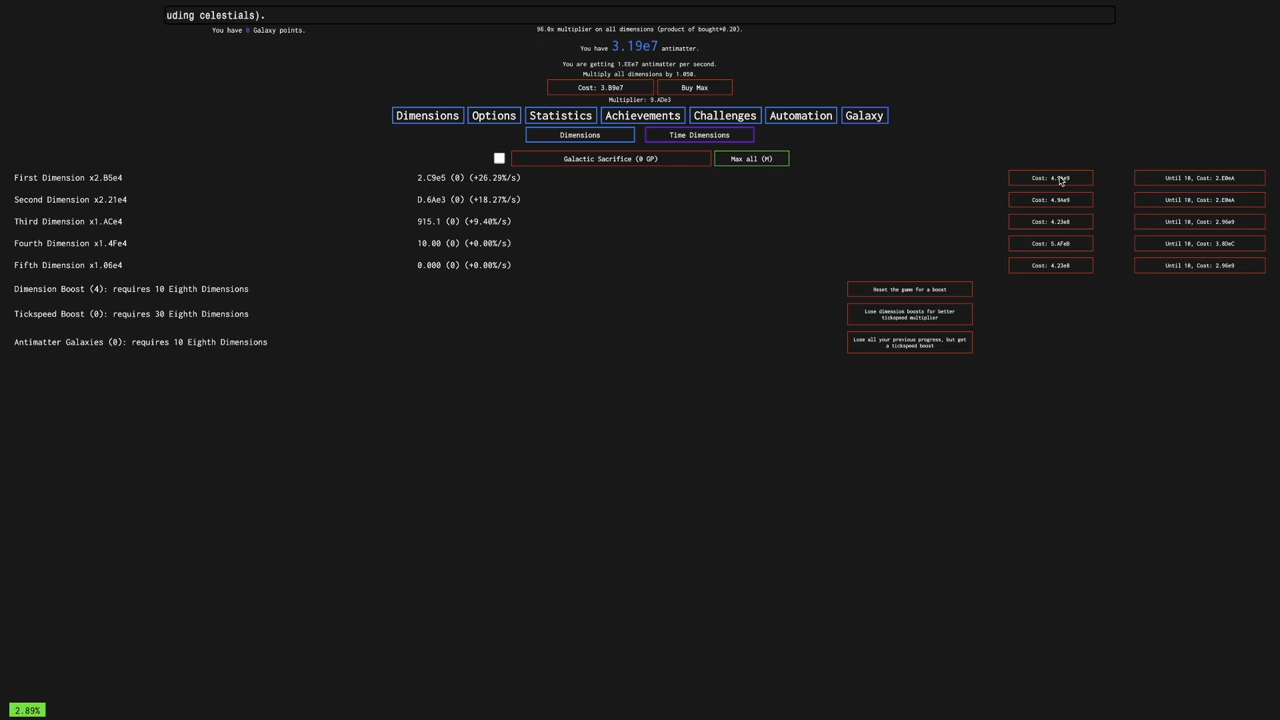 uding celestials).
You have 0 Galaxy points.
96.0x multiplier on all dimensions (product of bought+0.20).
You have 3.19e7 antimatter.
You are getting 1.EEe7 antimatter per second.
Multiply all dimensions by 1.050.
Cost: 3.B9e7 Buy Max
Multiplier: 9.ADe3
Dimensions Options Statistics Achievements Challenges Automation Galaxy
Dimensions Time Dimensions
Galactic Sacrifice (0 GP) Max all (M)
First Dimension x2.B5e4 2.C9e5 (0) (+26.29%/s) Cost: Until 10, Cost: 2.E0eA
Second Dimension x2.21e4 D.6Ae3 (0) (+18.27%/s) Cost: 4.9Ae9 Until 10, Cost: 2.E0eA
Third Dimension x1.ACe4 915.1 (0) (+9.40%/s) Cost: 4.23e8 Until 10, Cost: 2.96e9
Fourth Dimension x1.4Fe4 10.00 (0) (+0.00%/s) Cost: 5.AFeB Until 10, Cost: 3.8DeC
Fifth Dimension x1.06e4 0.000 (0) (+0.00%/s) Cost: 4.23e8 Until 10, Cost: 2.96e9
Dimension Boost (4): requires 10 Eighth Dimensions Reset the game for a boost
Tickspeed Boost (0): requires 30 Eighth Dimensions Lose dimension boosts for better
tickspeed multiplier
Antimatter Galaxies (0): requires 10 Eighth Dimensions Lose all your previous progress, but get
a tickspeed boost
2.89%